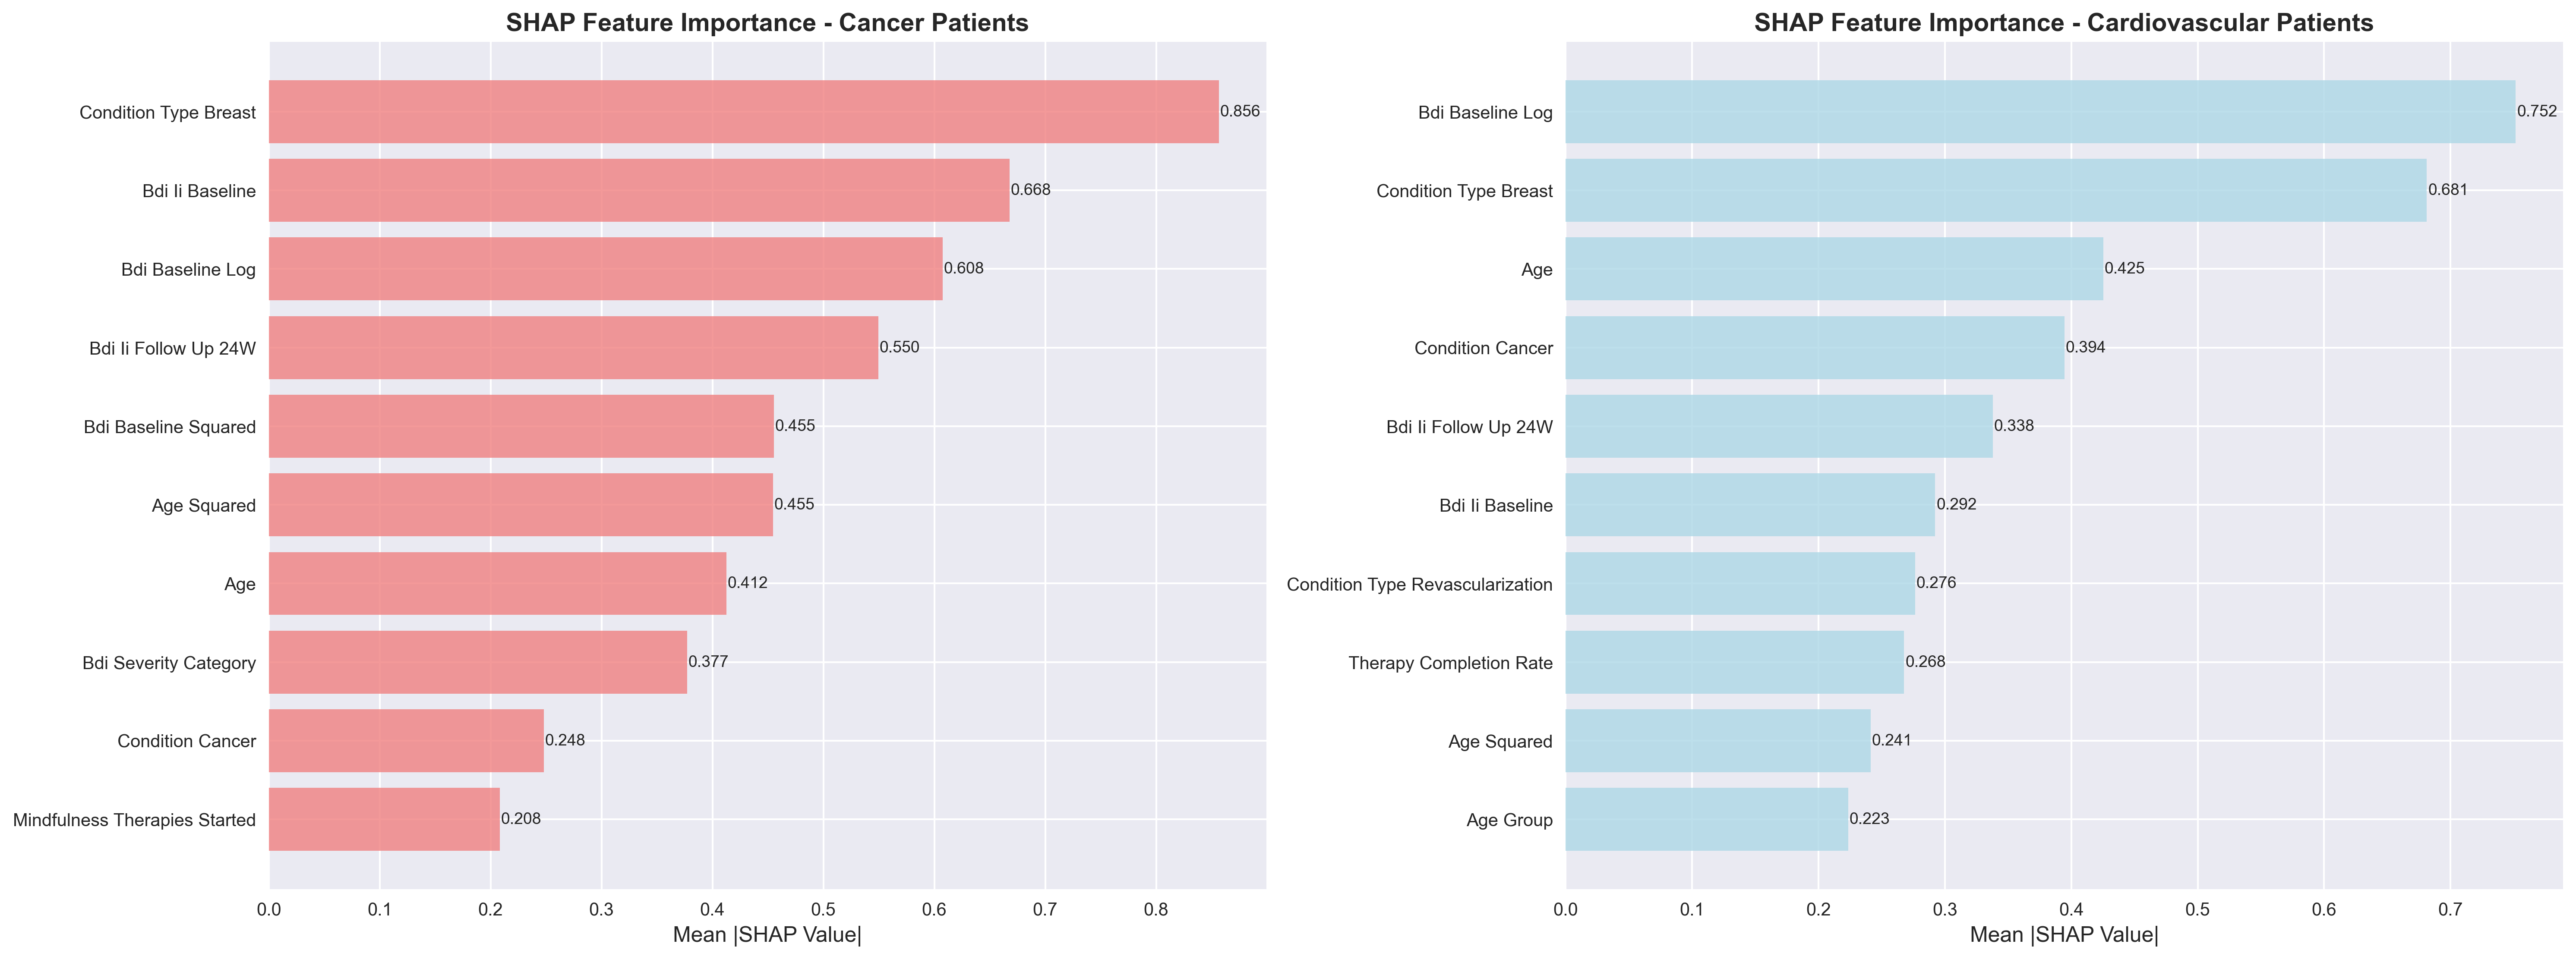 SHAP Feature Importance - Cancer Patients
Condition Type Breast
0.856
Bdi Ii Baseline
0.668
Bdi Baseline Log
0.608
Bdi Ii Follow Up 24W
0.550
Bdi Baseline Squared
0.455
Age Squared
0.455
Age
0.412
Bdi Severity Category
0.377
Condition Cancer
0.248
Mindfulness Therapies Started
0.208
0.0 0.1 0.2 0.3 0.4 0.5 0.6 0.7 0.8
Mean |SHAP Value|
SHAP Feature Importance - Cardiovascular Patients
Bdi Baseline Log
0.752
Condition Type Breast
0.681
Age
0.425
Condition Cancer
0.394
Bdi Ii Follow Up 24W
0.338
Bdi Ii Baseline
0.292
Condition Type Revascularization
0.276
Therapy Completion Rate
0.268
Age Squared
0.241
Age Group
0.223
0.0 0.1 0.2 0.3 0.4 0.5 0.6 0.7
Mean |SHAP Value|